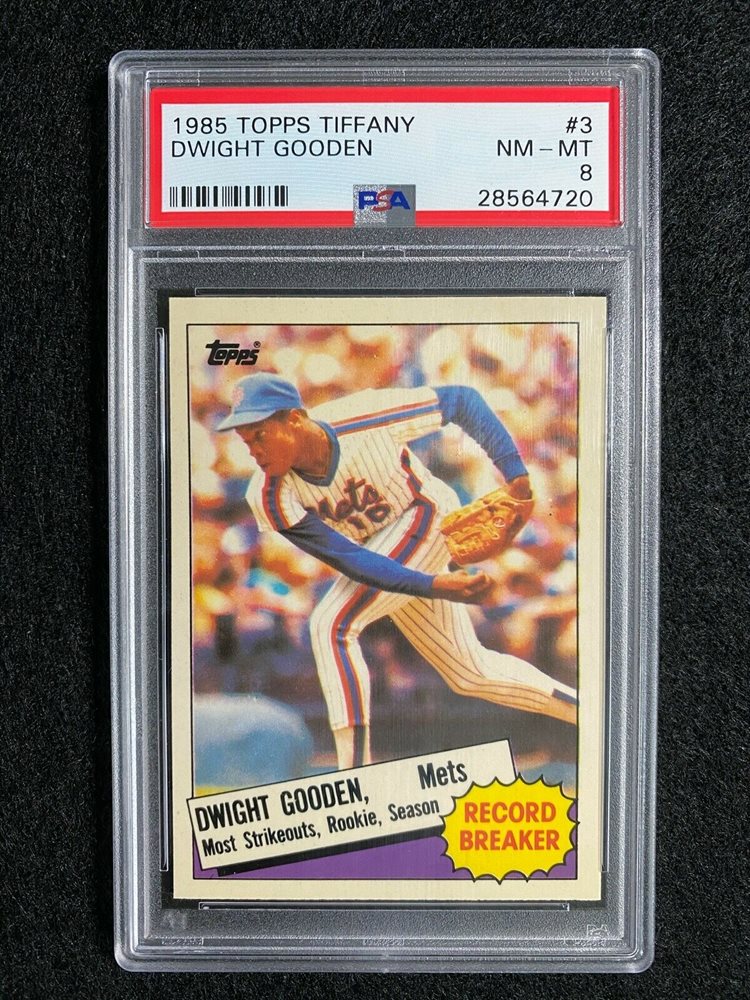 1985 TOPPS TIFFANY #3
DWIGHT GOODEN NM - MT
8
PSA 28564720
Topps®
Mets
DWIGHT GOODEN, Mets
Most Strikeouts, Rookie, Season
RECORD
BREAKER